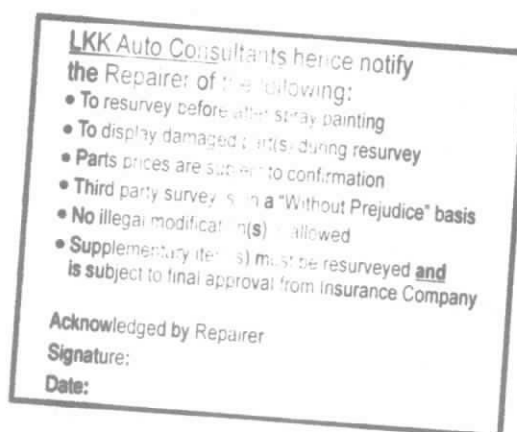 LKK Auto Consultants hence notify
the Repairer of the following:
• To resurvey before after spray painting
• To display damaged part(s) during resurvey
• Parts prices are subject to confirmation
• Third party survey is on a "Without Prejudice" basis
• No illegal modification(s) is allowed
• Supplementary item(s) must be resurveyed and
is subject to final approval from Insurance Company
Acknowledged by Repairer
Signature:
Date: